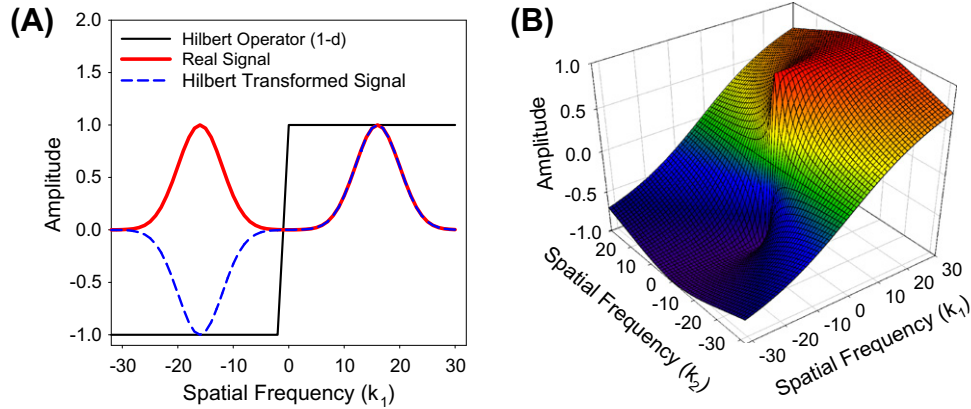 (A)
2.0
1.5
1.0
0.5
0.0
-0.5
-1.0
Amplitude
Hilbert Operator (1-d)
Real Signal
Hilbert Transformed Signal
-30 -20 -10 0 10 20 30
Spatial Frequency (k1)
(B)
1.0
0.5
0.0
-0.5
-1.0
Amplitude
20
10
0
-10
-20
-30
Spatial Frequency (k2)
-30
-20
-10
0
10
20
30
Spatial Frequency (k1)